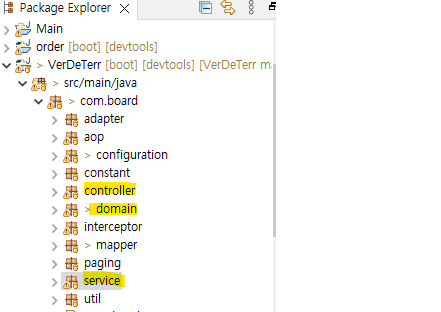 Package Explorer
Main
order [boot] [devtools]
> VerDeTerr [boot] [devtools] [VerDeTerr ma
src/main/java
> com.board
adapter
aop
> configuration
constant
controller
> domain
interceptor
> mapper
paging
service
util